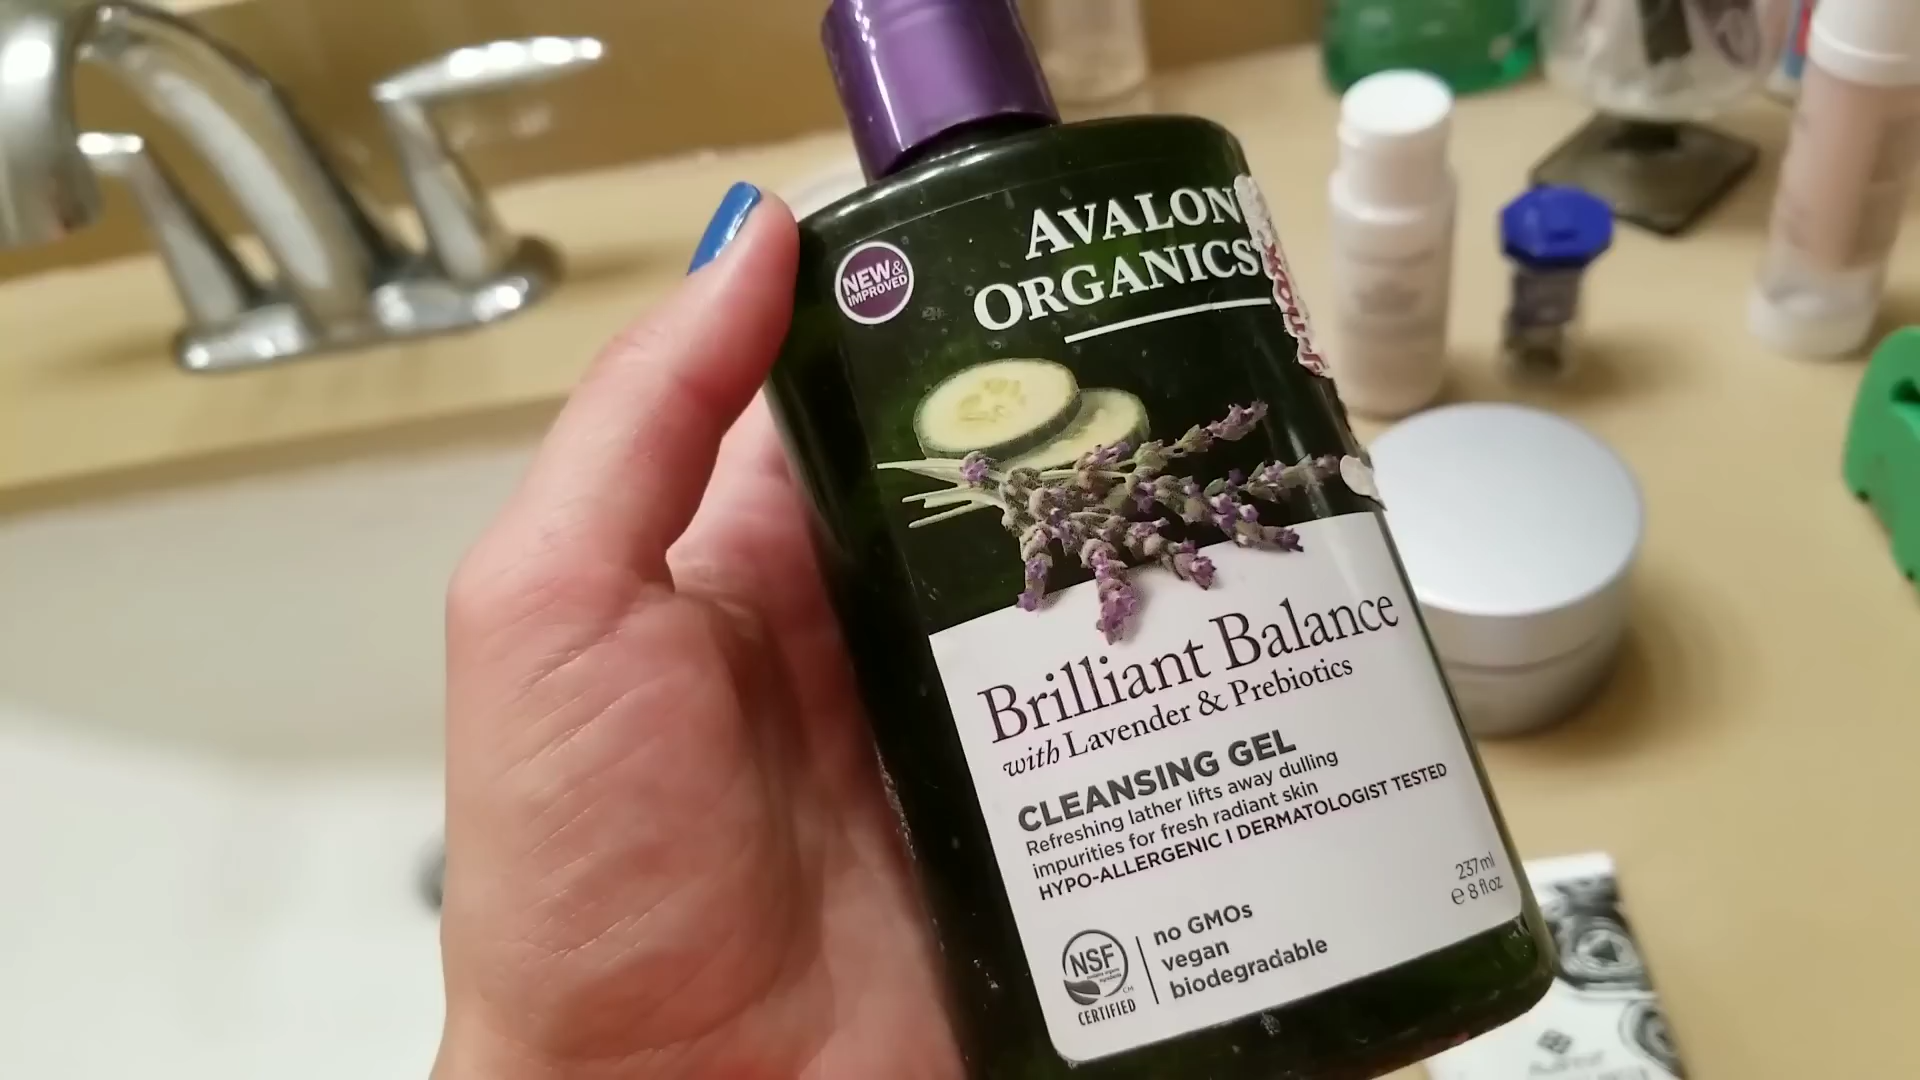 NEW &
IMPROVED
AVALON
ORGANICS
Brilliant Balance
with Lavender & Prebiotics
CLEANSING GEL
Refreshing lather lifts away dulling
impurities for fresh radiant skin
HYPO-ALLERGENIC | DERMATOLOGIST TESTED
237ml
℮ 8 fl oz
NSF
CERTIFIED
no GMOs
vegan
biodegradable